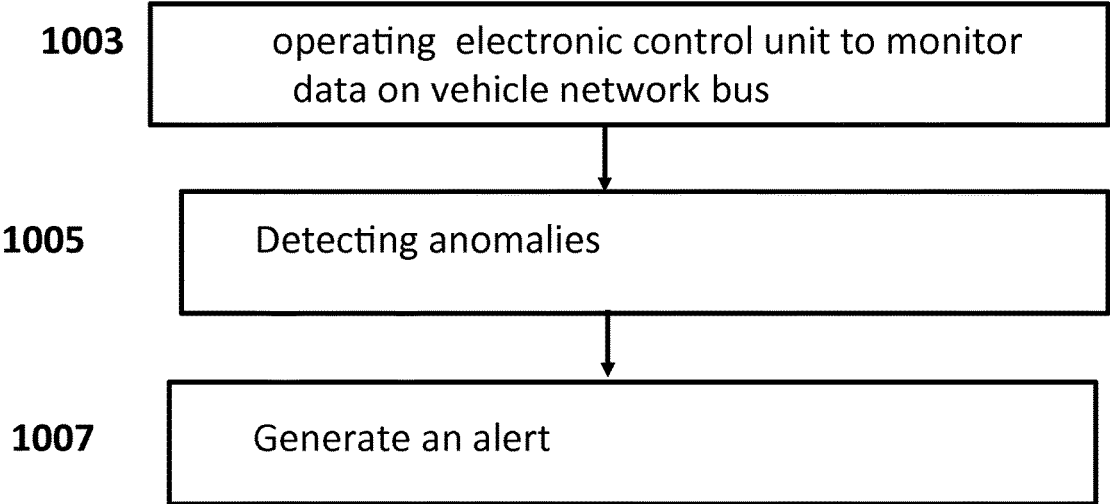 1003 operating electronic control unit to monitor
data on vehicle network bus
1005 Detecting anomalies
1007 Generate an alert